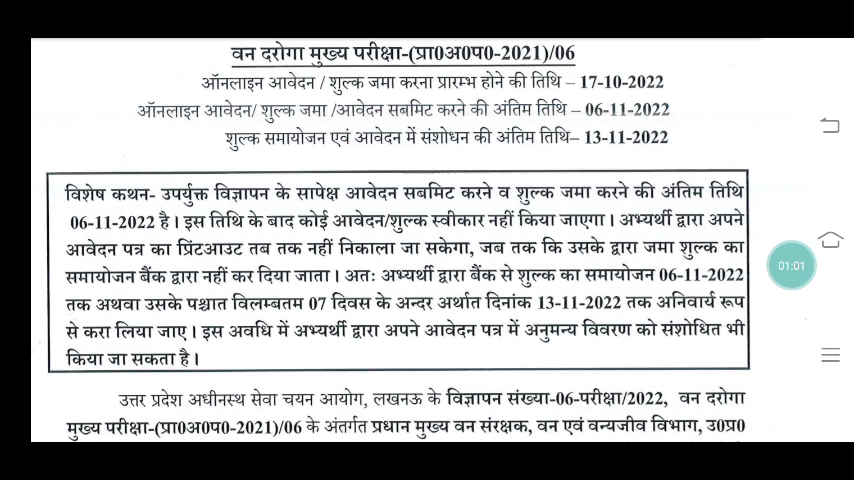 वन दरोगा मुख्य परीक्षा-(प्रा0अ0प0-2021)/06
ऑनलाइन आवेदन / शुल्क जमा करना प्रारम्भ होने की तिथि – 17-10-2022
ऑनलाइन आवेदन/ शुल्क जमा /आवेदन सबमिट करने की अंतिम तिथि – 06-11-2022
शुल्क समायोजन एवं आवेदन में संशोधन की अंतिम तिथि– 13-11-2022
विशेष कथन- उपर्युक्त विज्ञापन के सापेक्ष आवेदन सबमिट करने व शुल्क जमा करने की अंतिम तिथि
06-11-2022 है। इस तिथि के बाद कोई आवेदन/शुल्क स्वीकार नहीं किया जाएगा। अभ्यर्थी द्वारा अपने
आवेदन पत्र का प्रिंटआउट तब तक नहीं निकाला जा सकेगा, जब तक कि उसके द्वारा जमा शुल्क का
समायोजन बैंक द्वारा नहीं कर दिया जाता। अतः अभ्यर्थी द्वारा बैंक से शुल्क का समायोजन 06-11-2022
तक अथवा उसके पश्चात विलम्बतम 07 दिवस के अन्दर अर्थात दिनांक 13-11-2022 तक अनिवार्य रूप
से करा लिया जाए। इस अवधि में अभ्यर्थी द्वारा अपने आवेदन पत्र में अनुमन्य विवरण को संशोधित भी
किया जा सकता है।
01:01
उत्तर प्रदेश अधीनस्थ सेवा चयन आयोग, लखनऊ के विज्ञापन संख्या-06-परीक्षा/2022, वन दरोगा
मुख्य परीक्षा-(प्रा0अ0प0-2021)/06 के अंतर्गत प्रधान मुख्य वन संरक्षक, वन एवं वन्यजीव विभाग, उ0प्र0